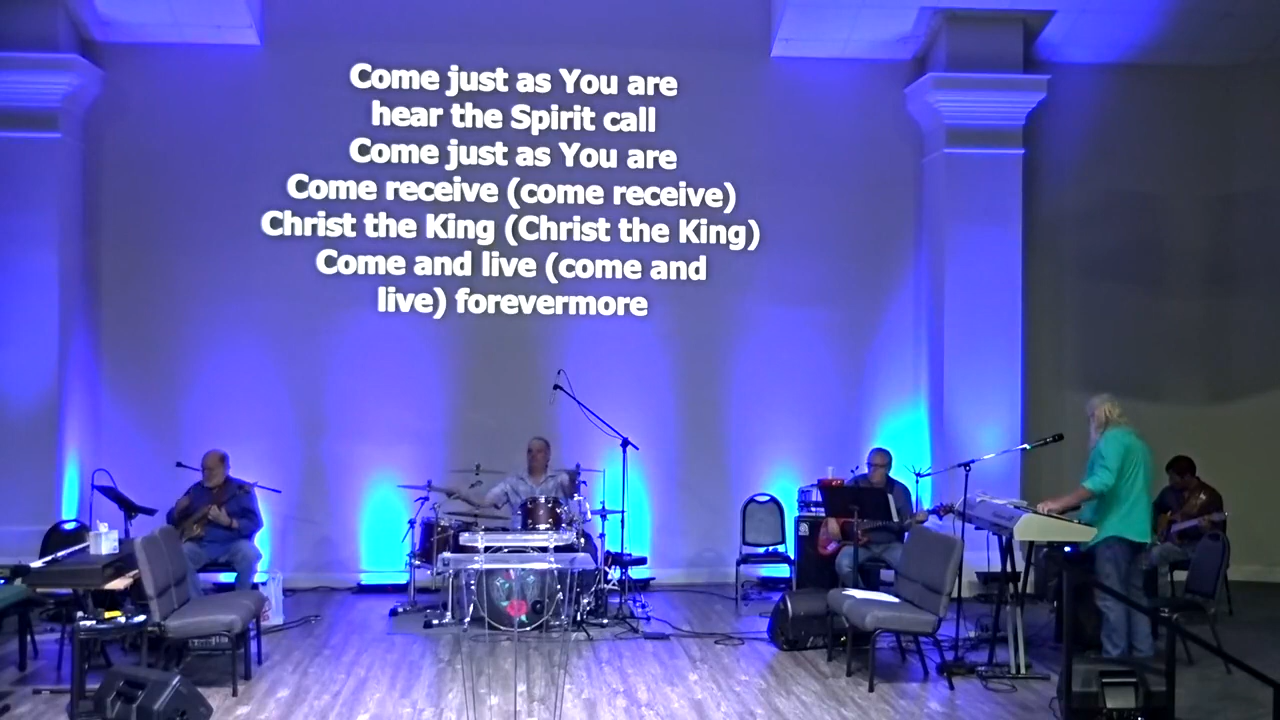 Come just as You are
hear the Spirit call
Come just as You are
Come receive (come receive)
Christ the King (Christ the King)
Come and live (come and
live) forevermore